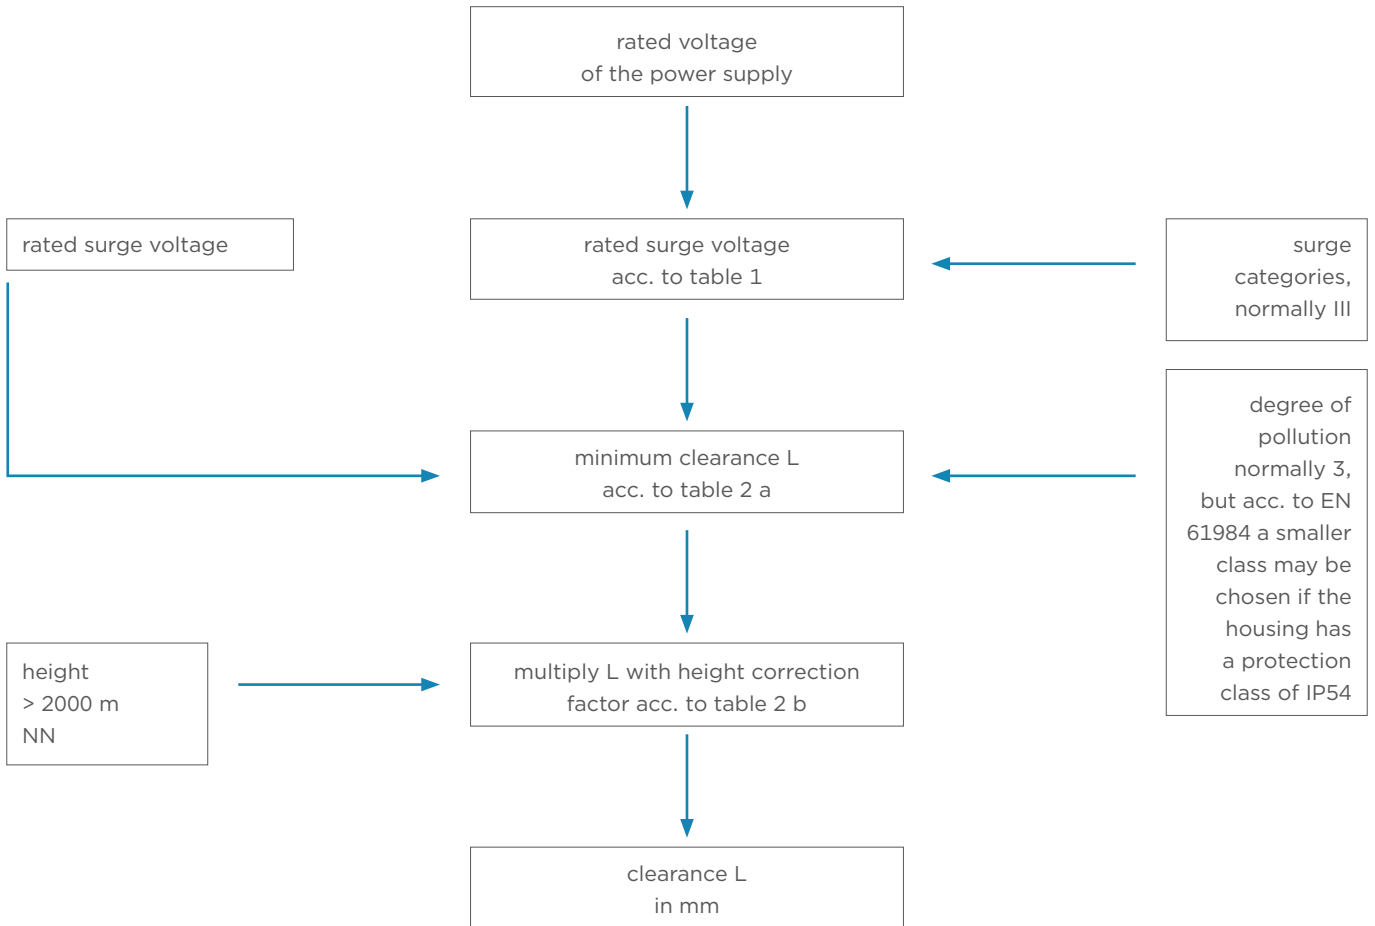 rated voltage
of the power supply
rated surge voltage
rated surge voltage
acc. to table 1
surge
categories,
normally III
minimum clearance L
acc. to table 2 a
degree of
pollution
normally 3,
but acc. to EN
61984 a smaller
class may be
chosen if the
housing has
a protection
class of IP54
height
> 2000 m
NN
multiply L with height correction
factor acc. to table 2 b
clearance L
in mm